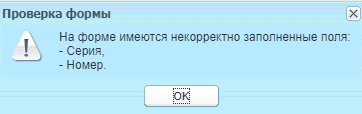 Проверка формы
На форме имеются некорректно заполненные поля:
- Серия,
- Номер.
OK